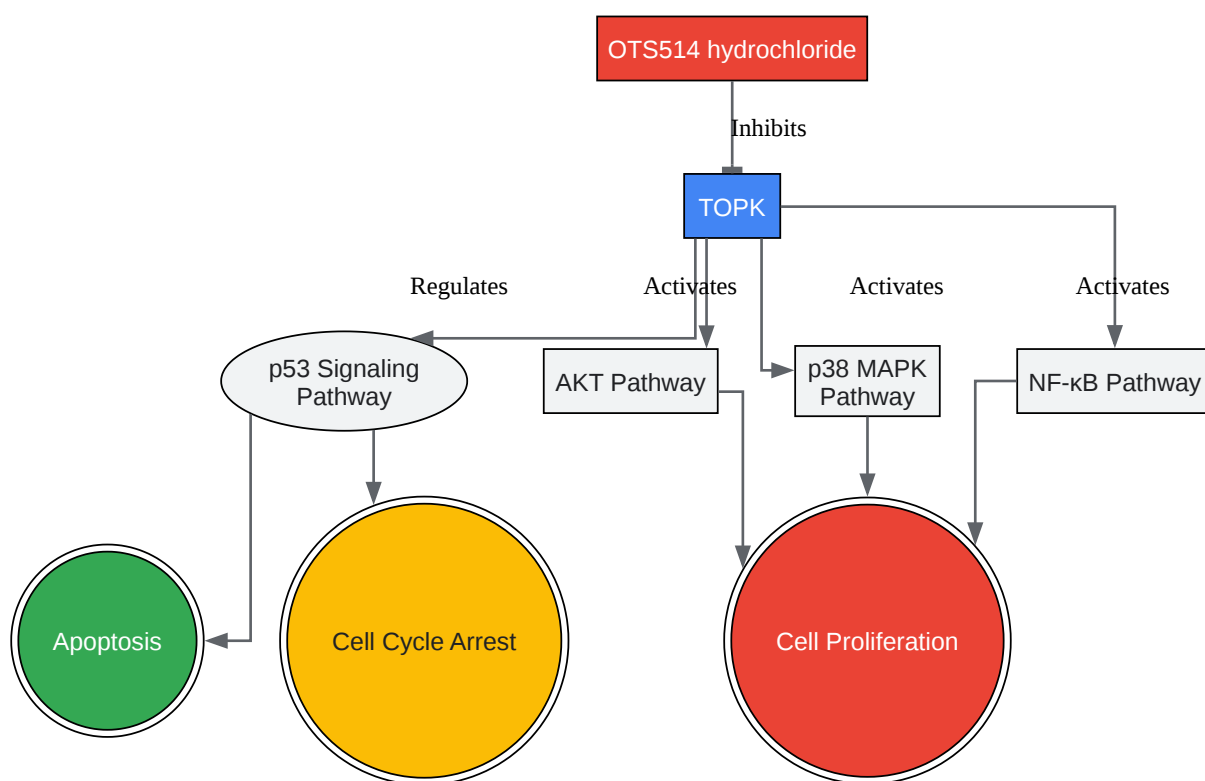 OTS514 hydrochloride
Inhibits
TOPK
Regulates
Activates
Activates
Activates
p53 Signaling
Pathway
AKT Pathway
p38 MAPK
Pathway
NF-κB Pathway
Apoptosis
Cell Cycle Arrest
Cell Proliferation